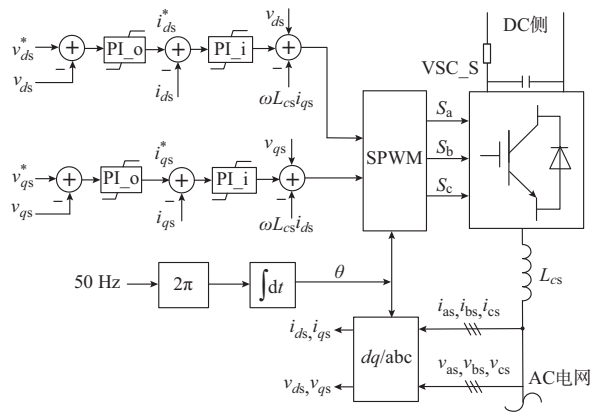 v*ds
vds
PI_o
i*ds
ids
PI_i
vds
ωLcsiqs
v*qs
vqs
PI_o
i*qs
iqs
PI_i
vqs
ωLcsids
SPWM
Sa
Sb
Sc
DC侧
VSC_S
Lcs
50 Hz
2π
∫dt
θ
dq/abc
ids,iqs
vds,vqs
ias,ibs,ics
vas,vbs,vcs
AC电网